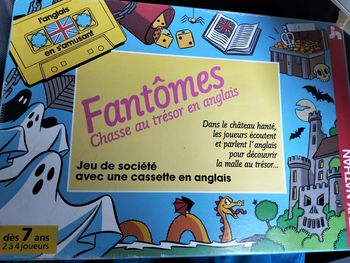 l'anglais
en s'amusant
Fantômes
Chasse au trésor en anglais
Dans le château hanté,
les joueurs écoutent
et parlent l'anglais
pour découvrir
la malle au trésor...
Jeu de société
avec une cassette en anglais
dès 7 ans
2 à 4 joueurs
NATHAN